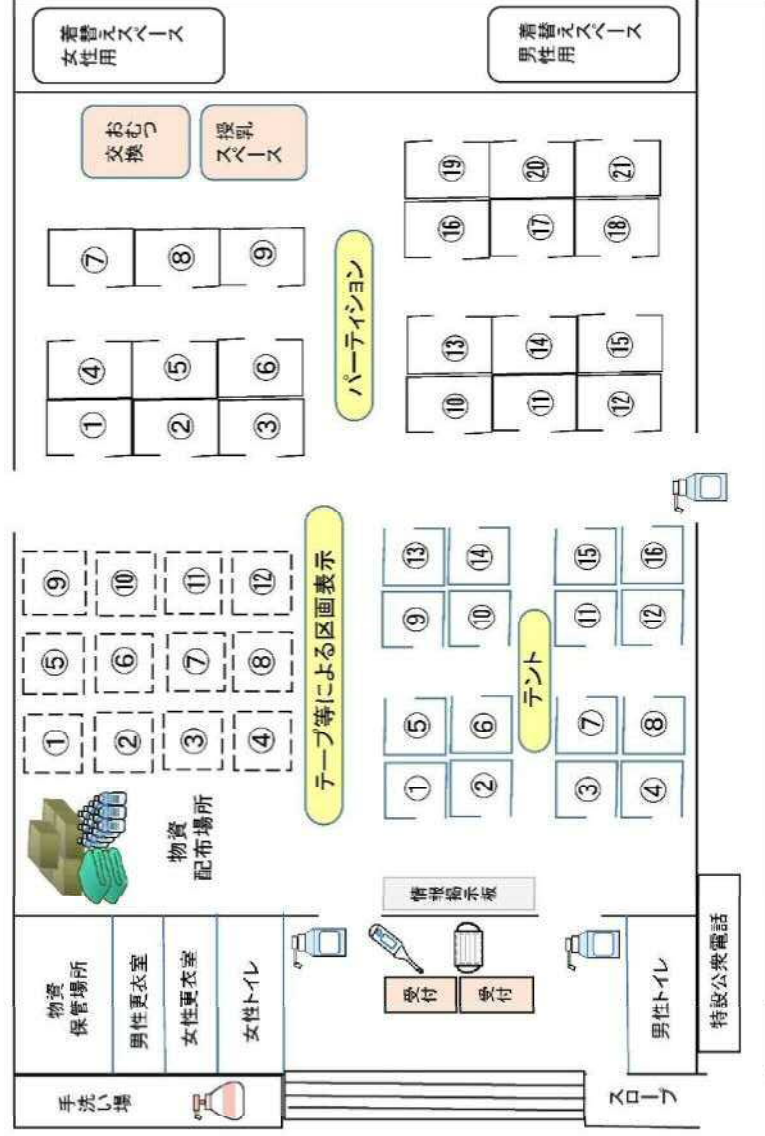 着替えスペース
女性用
着替えスペース
男性用
おむつ
交換
授乳
スペース
⑦
⑧
⑨
④
⑤
⑥
①
②
③
パーティション
⑲
⑳
㉑
⑯
⑰
⑱
⑬
⑭
⑮
⑩
⑪
⑫
⑨
⑩
⑪
⑫
⑤
⑥
⑦
⑧
①
②
③
④
テープ等による区画表示
⑬
⑭
⑮
⑯
⑨
⑩
⑪
⑫
テント
⑤
⑥
⑦
⑧
①
②
③
④
物資
配布場所
情報掲示板
物資
保管場所
男性更衣室
女性更衣室
女性トイレ
受付
受付
男性トイレ
特設公衆電話
手洗い場
スロープ